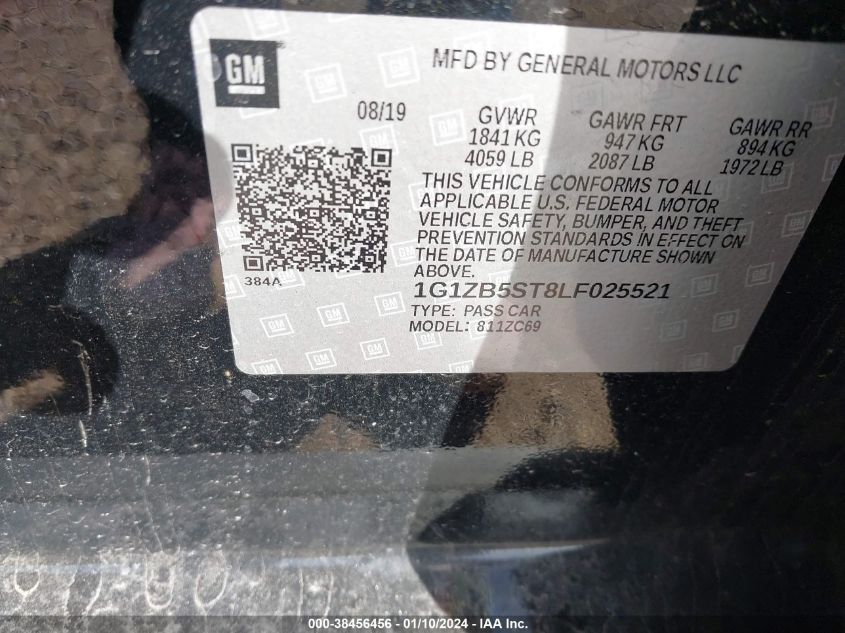 GM
MFD BY GENERAL MOTORS LLC
08/19
GVWR
1841 KG
4059 LB
GAWR FRT
947 KG
2087 LB
GAWR RR
894 KG
1972 LB
384A
THIS VEHICLE CONFORMS TO ALL
APPLICABLE U.S. FEDERAL MOTOR
VEHICLE SAFETY, BUMPER, AND THEFT
PREVENTION STANDARDS IN EFFECT ON
THE DATE OF MANUFACTURE SHOWN
ABOVE.
1G1ZB5ST8LF025521
TYPE: PASS CAR
MODEL: 811ZC69
000-38456456 - 01/10/2024 - IAAI Inc.